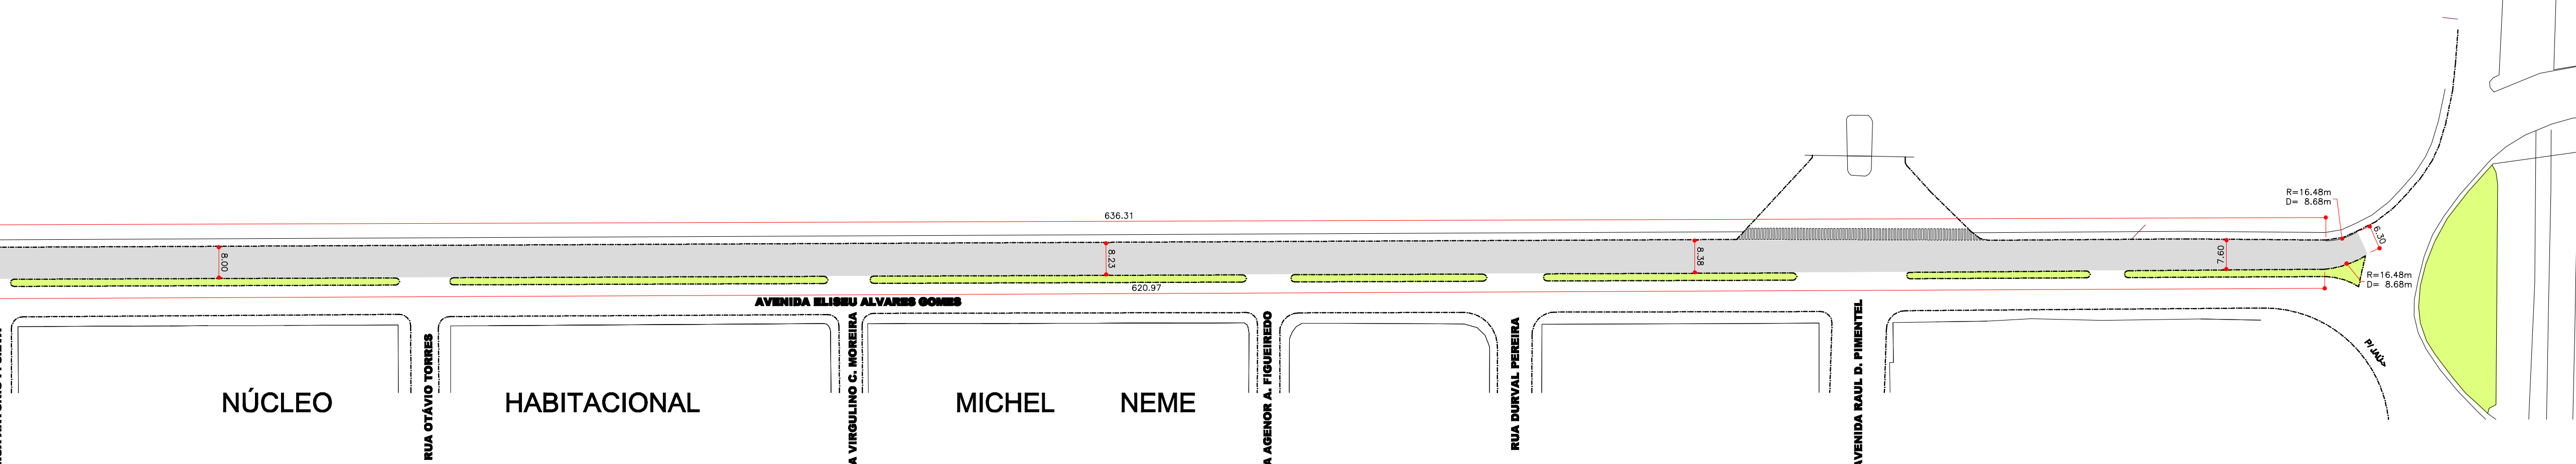 R=16.48m
D= 8.68m
636.31
8.00
8.23
8.38
7.60
6.30
R=16.48m
D= 8.68m
620.97
AVENIDA ELISEU ALVARES GOMES
RUA OTÁVIO TORRES
A VIRGULINO C. MOREIRA
A AGENOR A. FIGUEIREDO
RUA DURVAL PEREIRA
AVENIDA RAUL D. PIMENTEL
P/ JAÚ>
NÚCLEO HABITACIONAL MICHEL NEME